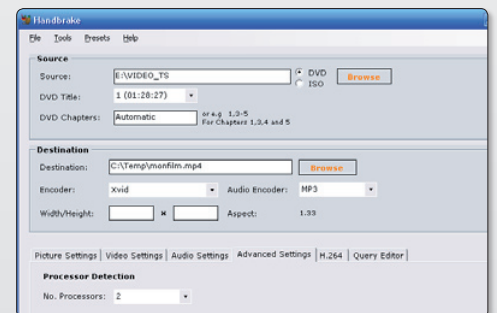 Handbrake
File Tools Presets Help
Source
Source: E:\VIDEO_TS DVD ISO Browse
DVD Title: 1 (01:28:27)
DVD Chapters: Automatic or e.g 1,2-5
For Chapters 1,2,4 and 5
Destination
Destination: C:\Temp\monfilm.mp4 Browse
Encoder: Xvid Audio Encoder: MP3
Width/Height: x Aspect: 1.33
Picture Settings Video Settings Audio Settings Advanced Settings H.264 Query Editor
Processor Detection
No. Processors: 2